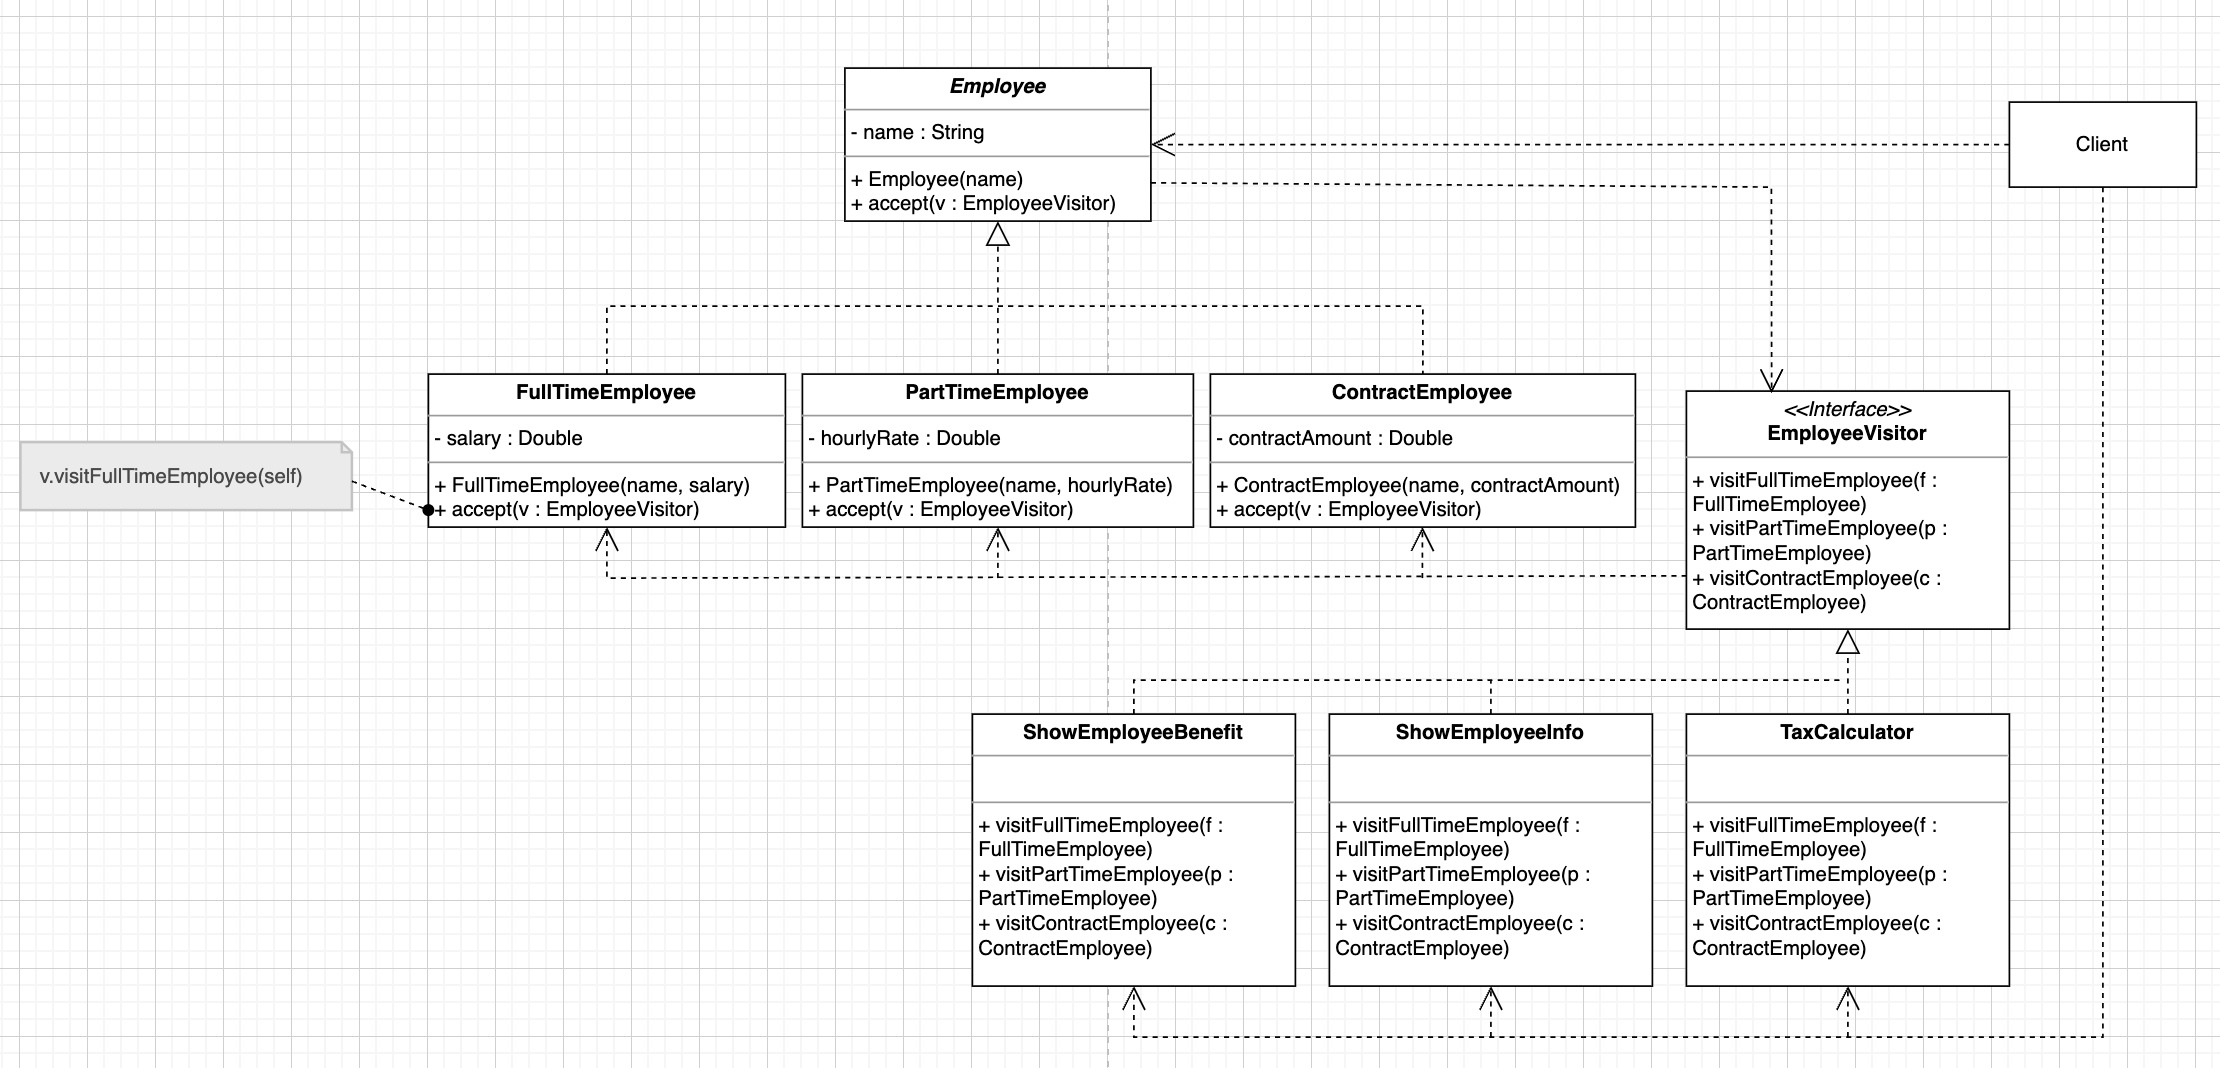 Employee
- name : String
+ Employee(name)
+ accept(v : EmployeeVisitor)
Client
FullTimeEmployee
- salary : Double
+ FullTimeEmployee(name, salary)
+ accept(v : EmployeeVisitor)
PartTimeEmployee
- hourlyRate : Double
+ PartTimeEmployee(name, hourlyRate)
+ accept(v : EmployeeVisitor)
ContractEmployee
- contractAmount : Double
+ ContractEmployee(name, contractAmount)
+ accept(v : EmployeeVisitor)
<<Interface>>
EmployeeVisitor
+ visitFullTimeEmployee(f :
FullTimeEmployee)
+ visitPartTimeEmployee(p :
PartTimeEmployee)
+ visitContractEmployee(c :
ContractEmployee)
v.visitFullTimeEmployee(self)
ShowEmployeeBenefit
+ visitFullTimeEmployee(f :
FullTimeEmployee)
+ visitPartTimeEmployee(p :
PartTimeEmployee)
+ visitContractEmployee(c :
ContractEmployee)
ShowEmployeeInfo
+ visitFullTimeEmployee(f :
FullTimeEmployee)
+ visitPartTimeEmployee(p :
PartTimeEmployee)
+ visitContractEmployee(c :
ContractEmployee)
TaxCalculator
+ visitFullTimeEmployee(f :
FullTimeEmployee)
+ visitPartTimeEmployee(p :
PartTimeEmployee)
+ visitContractEmployee(c :
ContractEmployee)